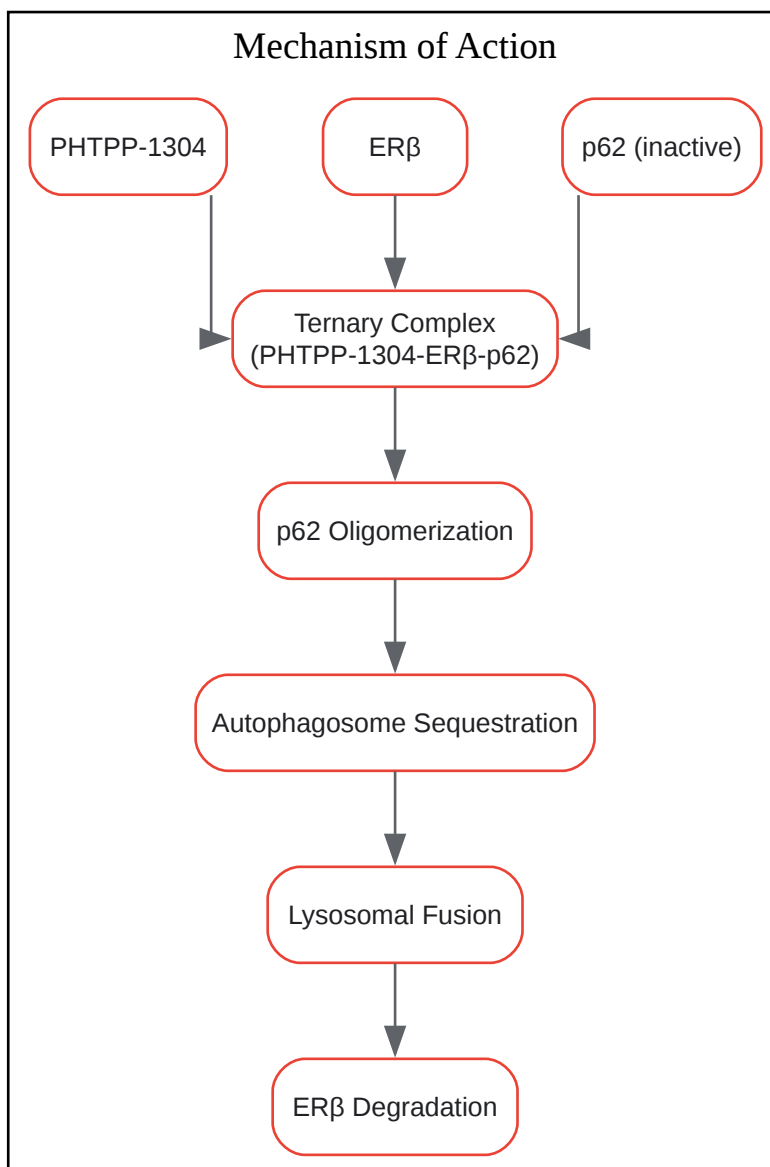 Mechanism of Action
PHTPP-1304
ERβ
p62 (inactive)
Ternary Complex
(PHTPP-1304-ERβ-p62)
p62 Oligomerization
Autophagosome Sequestration
Lysosomal Fusion
ERβ Degradation